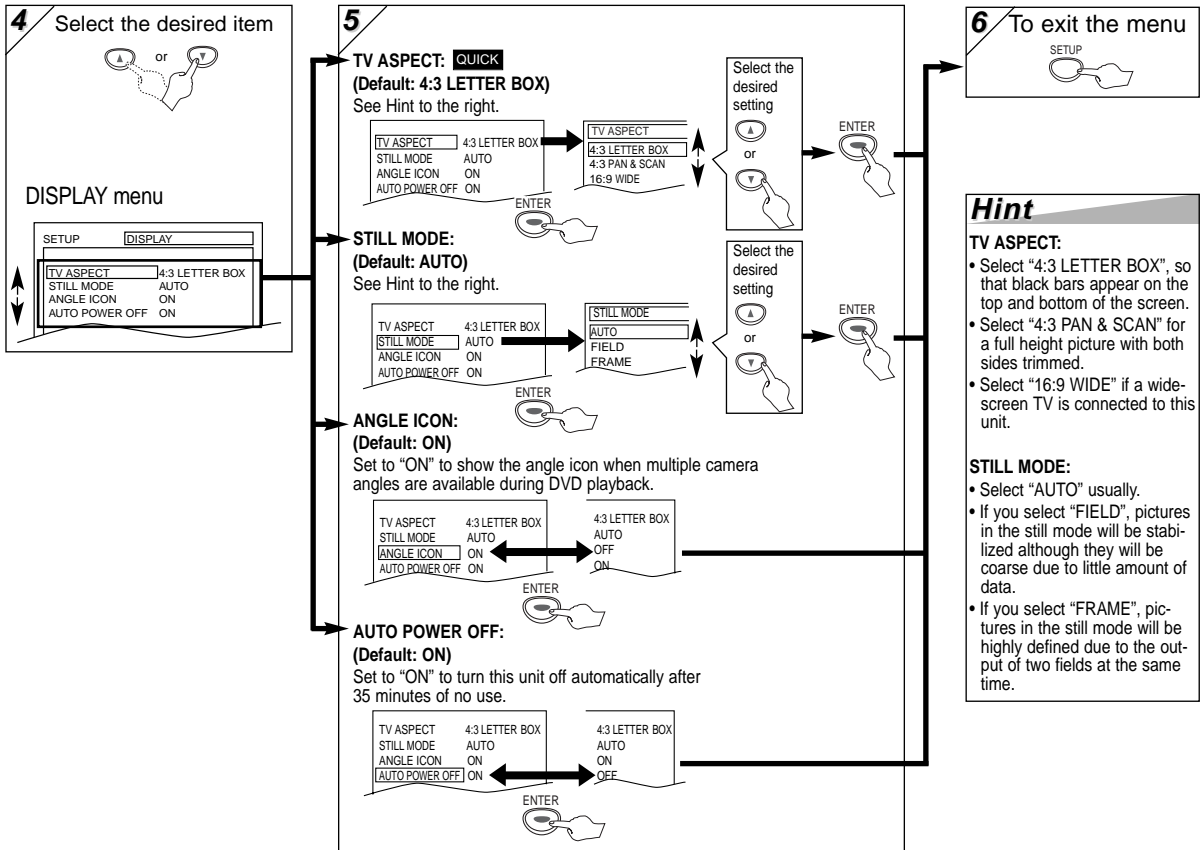 4 Select the desired item
or
DISPLAY menu
SETUP DISPLAY
TV ASPECT 4:3 LETTER BOX
STILL MODE AUTO
ANGLE ICON ON
AUTO POWER OFF ON
5
TV ASPECT: QUICK
(Default: 4:3 LETTER BOX)
See Hint to the right.
TV ASPECT 4:3 LETTER BOX
STILL MODE AUTO
ANGLE ICON ON
AUTO POWER OFF ON
ENTER
TV ASPECT
4:3 LETTER BOX
4:3 PAN & SCAN
16:9 WIDE
Select the
desired
setting
or
ENTER
STILL MODE:
(Default: AUTO)
See Hint to the right.
TV ASPECT 4:3 LETTER BOX
STILL MODE AUTO
ANGLE ICON ON
AUTO POWER OFF ON
ENTER
STILL MODE
AUTO
FIELD
FRAME
Select the
desired
setting
or
ENTER
ANGLE ICON:
(Default: ON)
Set to “ON” to show the angle icon when multiple camera
angles are available during DVD playback.
TV ASPECT 4:3 LETTER BOX
STILL MODE AUTO
ANGLE ICON ON
AUTO POWER OFF ON
4:3 LETTER BOX
AUTO
OFF
ON
ENTER
AUTO POWER OFF:
(Default: ON)
Set to “ON” to turn this unit off automatically after
35 minutes of no use.
TV ASPECT 4:3 LETTER BOX
STILL MODE AUTO
ANGLE ICON ON
AUTO POWER OFF ON
4:3 LETTER BOX
AUTO
ON
OFF
ENTER
6 To exit the menu
SETUP
Hint
TV ASPECT:
• Select “4:3 LETTER BOX”, so
that black bars appear on the
top and bottom of the screen.
• Select “4:3 PAN & SCAN” for
a full height picture with both
sides trimmed.
• Select “16:9 WIDE” if a wide-
screen TV is connected to this
unit.
STILL MODE:
• Select “AUTO” usually.
• If you select “FIELD”, pictures
in the still mode will be stabi-
lized although they will be
coarse due to little amount of
data.
• If you select “FRAME”, pic-
tures in the still mode will be
highly defined due to the out-
put of two fields at the same
time.